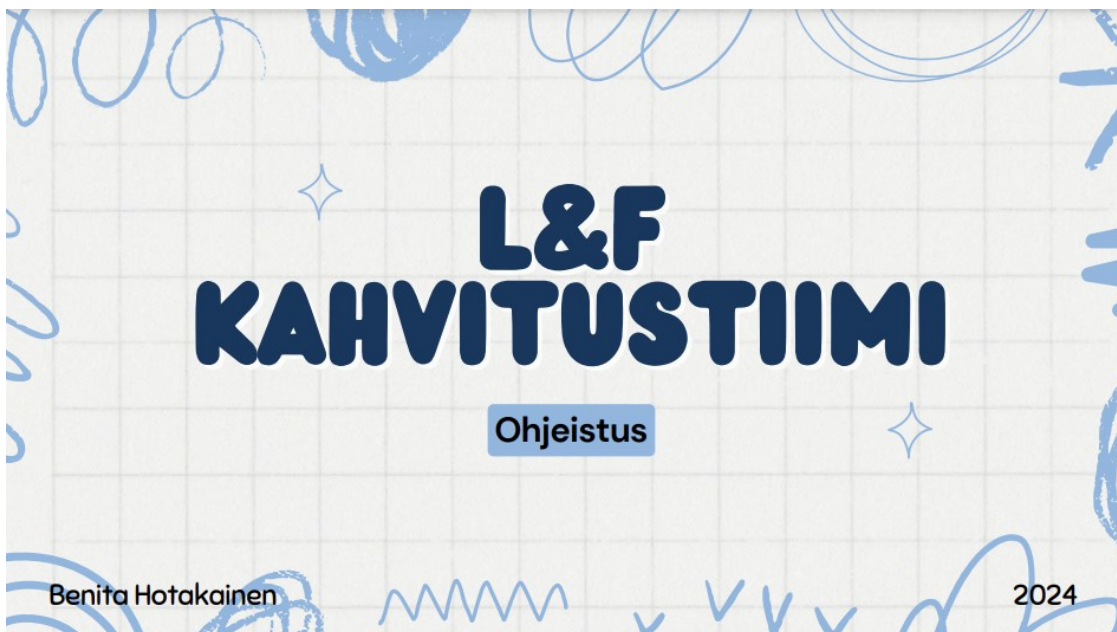 L&F
KAHVITUSTIIMI
Ohjeistus
Benita Hotakainen
2024